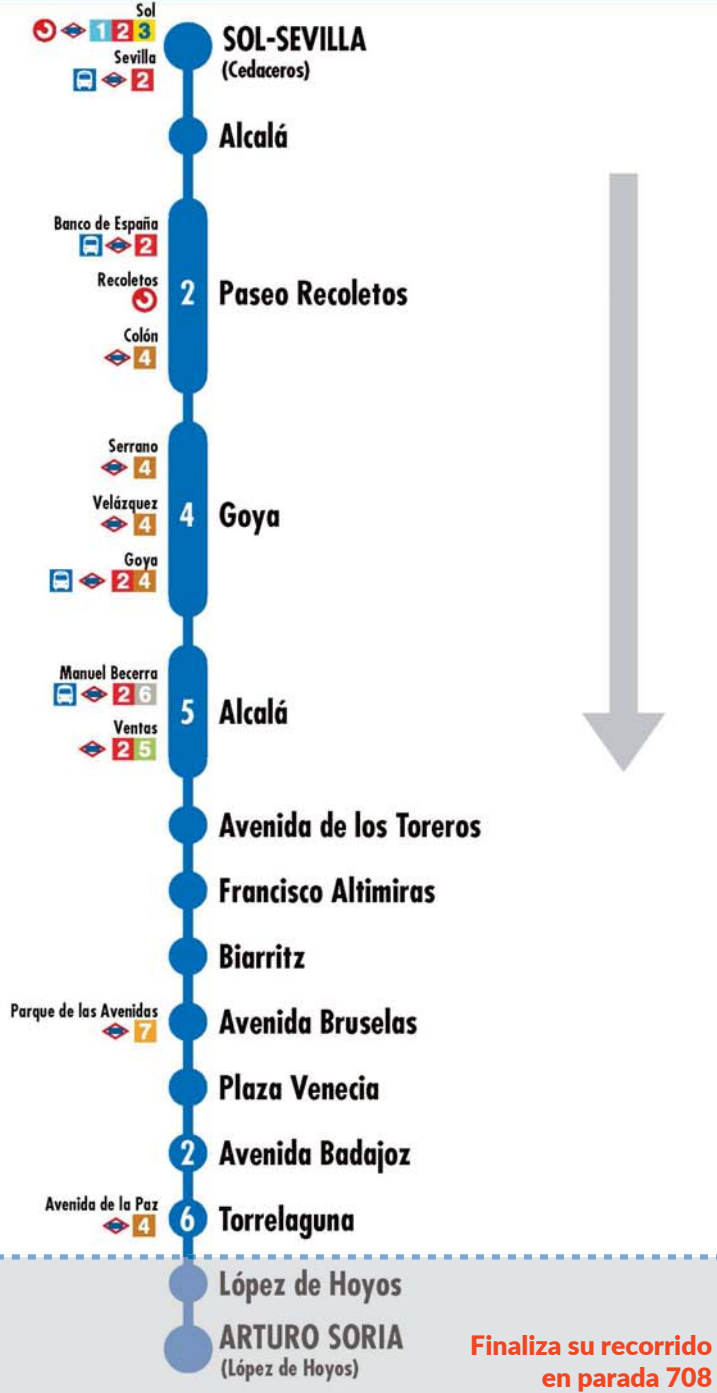 Sol
1 2 3
SOL-SEVILLA
Sevilla
2
(Cedaceros)
Alcalá
Banco de España
2
Recoletos
2 Paseo Recoletos
Colón
4
Serrano
4
Velázquez
4
4 Goya
Goya
2 4
Manuel Becerra
2 6
5 Alcalá
Ventas
2 5
Avenida de los Toreros
Francisco Altimiras
Biarritz
Parque de las Avenidas
7
Avenida Bruselas
Plaza Venecia
2 Avenida Badajoz
Avenida de la Paz
4
6 Torrelaguna
López de Hoyos
ARTURO SORIA
(López de Hoyos)
Finaliza su recorrido
en parada 708